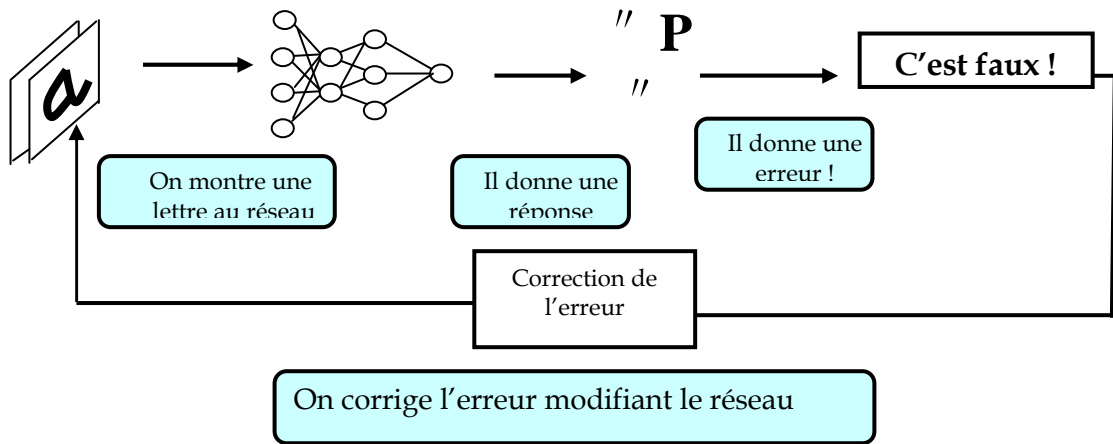 a
" P
"
C'est faux !
On montre une
lettre au réseau
Il donne une
réponse
Il donne une
erreur !
Correction de
l'erreur
On corrige l'erreur modifiant le réseau